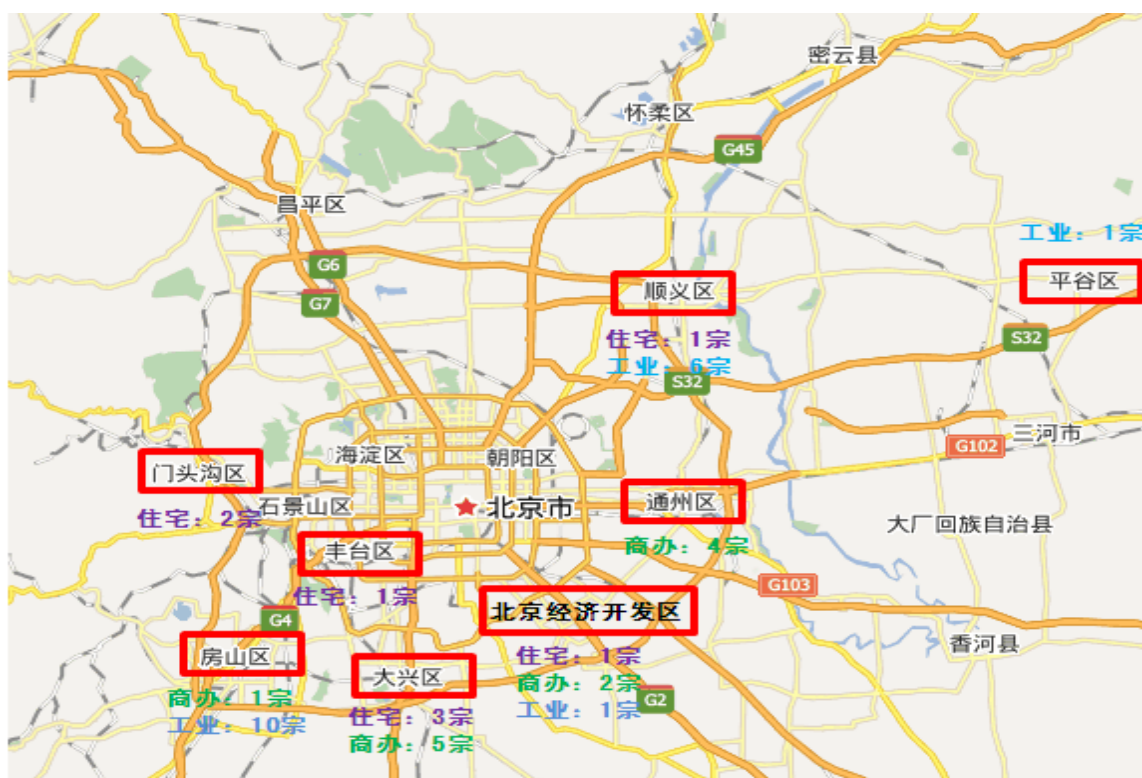 密云县
怀柔区
G45
昌平区
工业：1宗
G6
平谷区
顺义区
G7
住宅：1宗
S32
工业：6宗
S32
三河市
G102
海淀区
朝阳区
门头沟区
石景山区
北京市
通州区
住宅：2宗
大厂回族自治县
丰台区
商办：4宗
G103
住宅：1宗
北京经济开发区
G4
香河县
房山区
住宅：1宗
大兴区
商办：2宗
商办：1宗
G2
工业：1宗
住宅：3宗
工业：10宗
商办：5宗